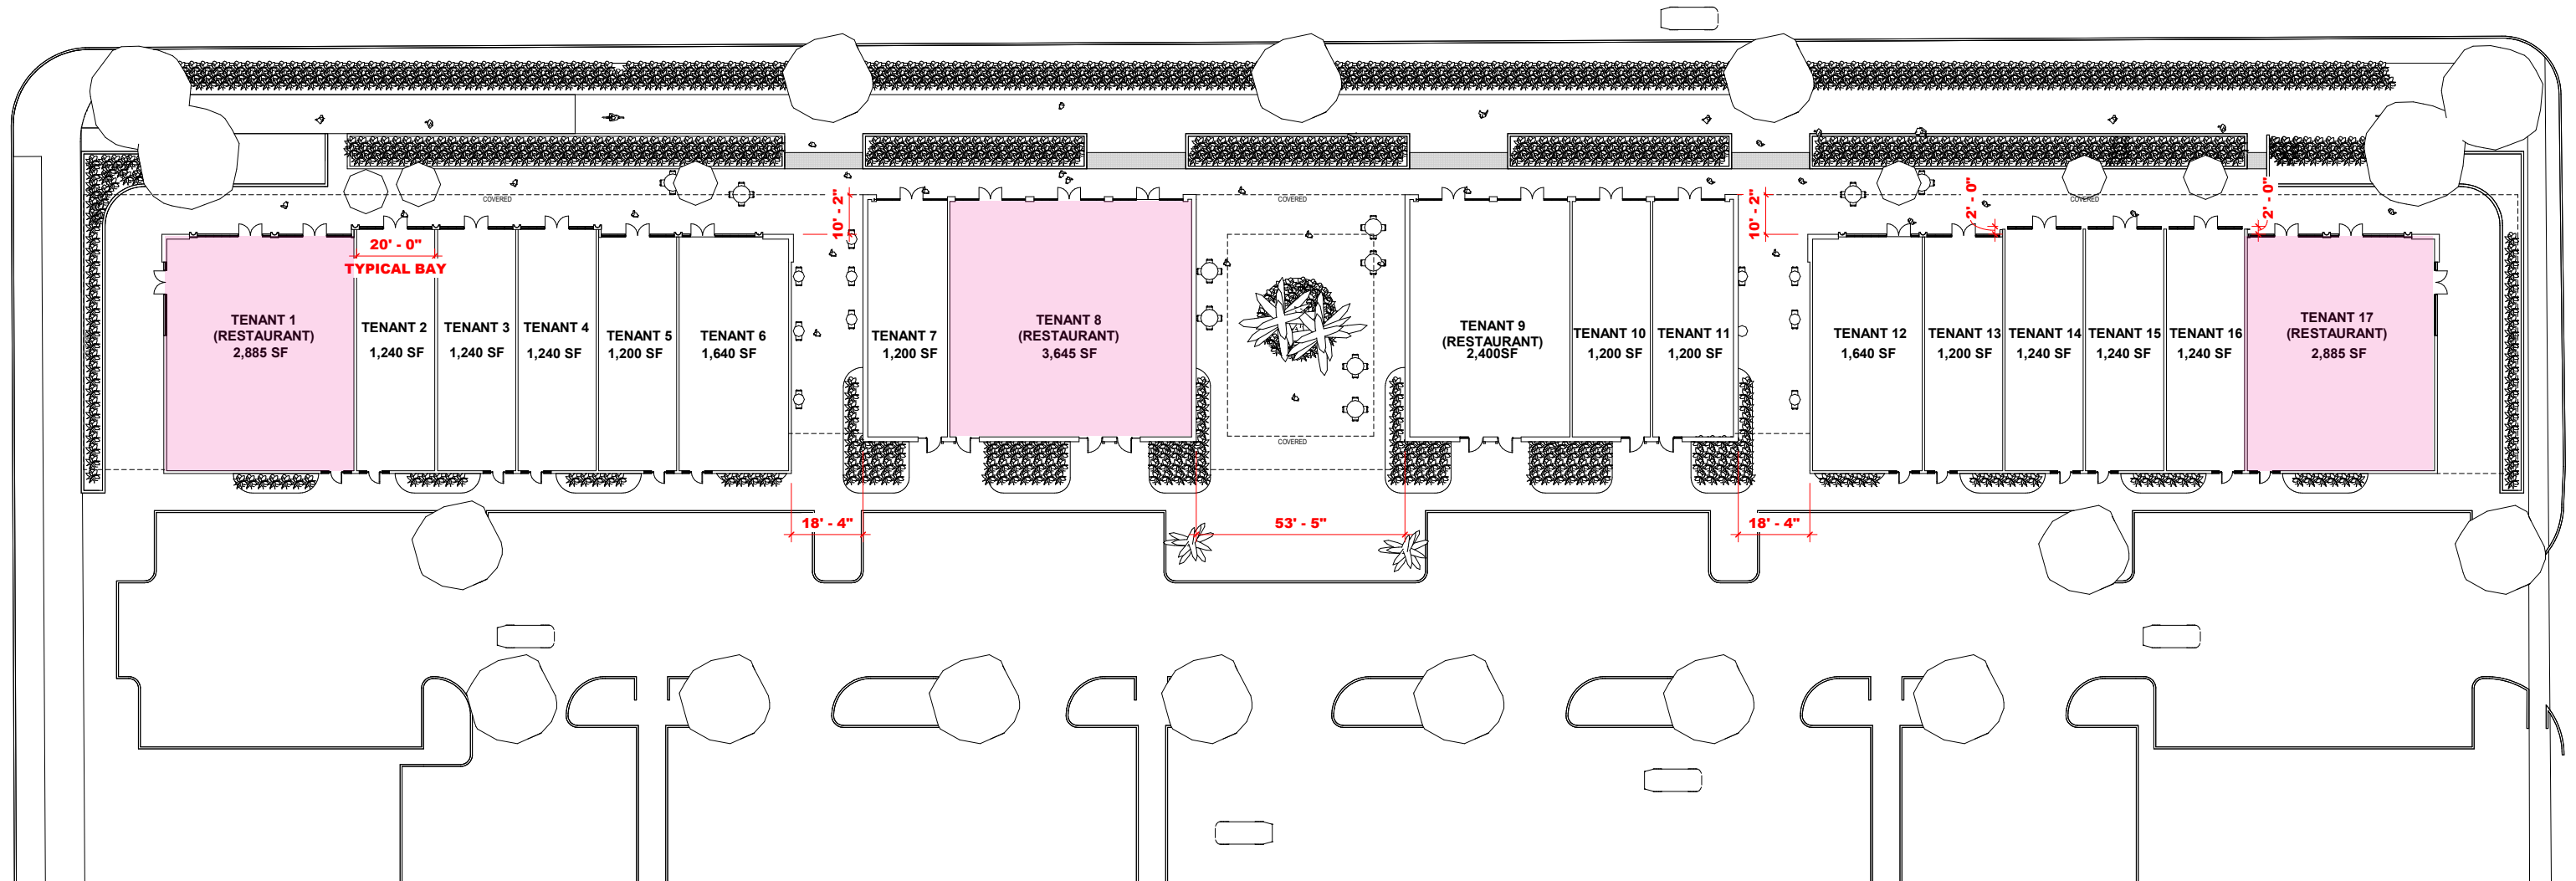 COVERED
COVERED
COVERED
10' - 2"
10' - 2"
2' - 0"
2' - 0"
20' - 0"
TYPICAL BAY
TENANT 1
(RESTAURANT)
2,885 SF
TENANT 2
1,240 SF
TENANT 3
1,240 SF
TENANT 4
1,240 SF
TENANT 5
1,200 SF
TENANT 6
1,640 SF
TENANT 7
1,200 SF
TENANT 8
(RESTAURANT)
3,645 SF
TENANT 9
(RESTAURANT)
2,400SF
TENANT 10
1,200 SF
TENANT 11
1,200 SF
TENANT 12
1,640 SF
TENANT 13
1,200 SF
TENANT 14
1,240 SF
TENANT 15
1,240 SF
TENANT 16
1,240 SF
TENANT 17
(RESTAURANT)
2,885 SF
COVERED
18' - 4"
53' - 5"
18' - 4"